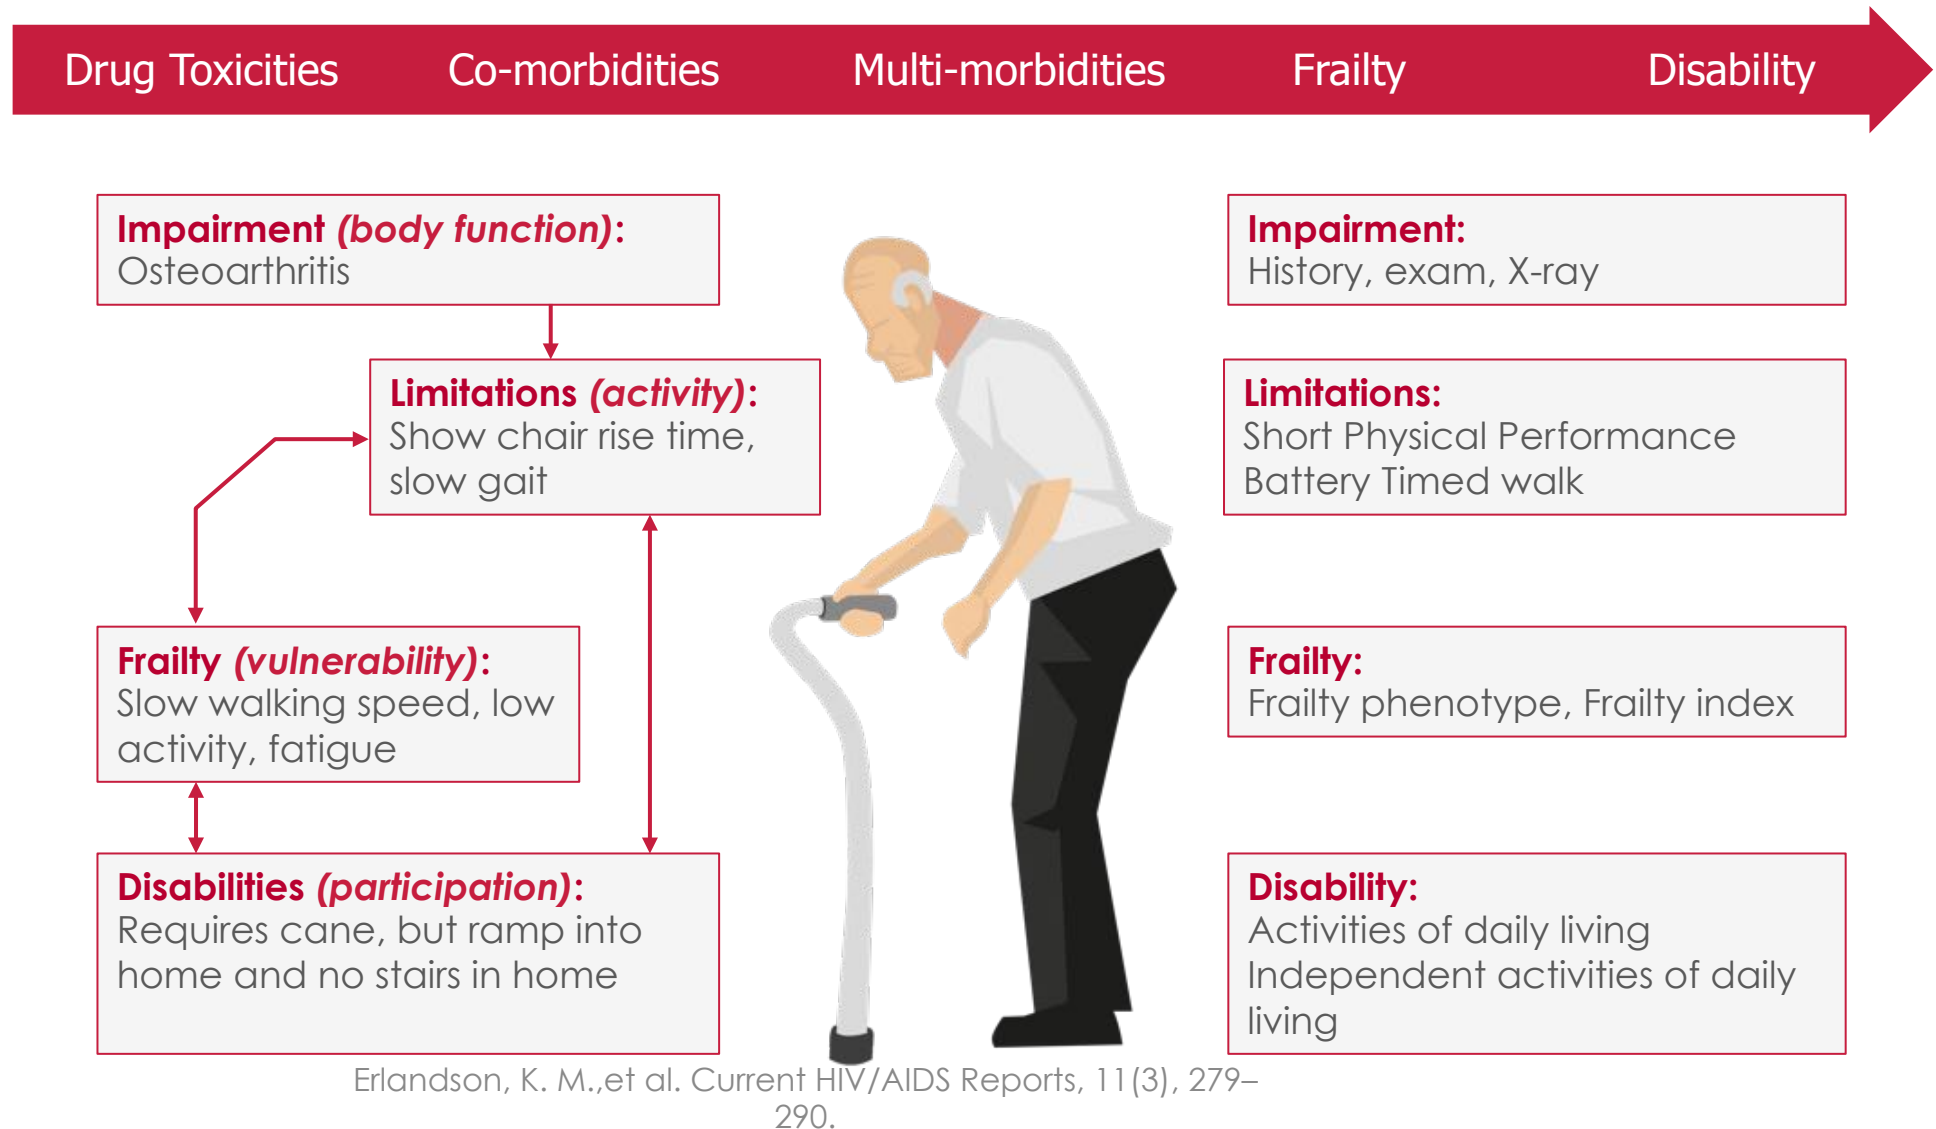 Drug Toxicities Co-morbidities Multi-morbidities Frailty Disability
Impairment (body function):
Osteoarthritis
Limitations (activity):
Show chair rise time,
slow gait
Frailty (vulnerability):
Slow walking speed, low
activity, fatigue
Disabilities (participation):
Requires cane, but ramp into
home and no stairs in home
Impairment:
History, exam, X-ray
Limitations:
Short Physical Performance
Battery Timed walk
Frailty:
Frailty phenotype, Frailty index
Disability:
Activities of daily living
Independent activities of daily
living
Erlandson, K. M.,et al. Current HIV/AIDS Reports, 11(3), 279–
290.